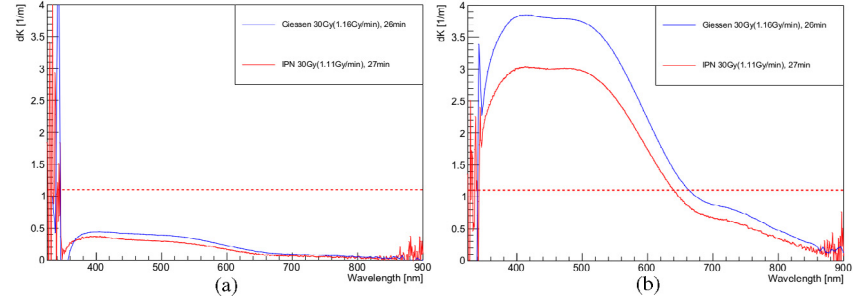 dK [1/m]
4
3.5
3
2.5
2
1.5
1
0.5
0
Giessen 30Cy(1.16Cy/min), 26min
IPN 30Gy(1.11Gy/min), 27min
400 500 600 700 800 900
Wavelength [nm]
(a)
dK [1/m]
4
3.5
3
2.5
2
1.5
1
0.5
0
Giessen 30Gy(1.16Gy/min), 26min
IPN 30Gy(1.11Gy/min), 27min
400 500 600 700 800 900
Wavelength [nm]
(b)